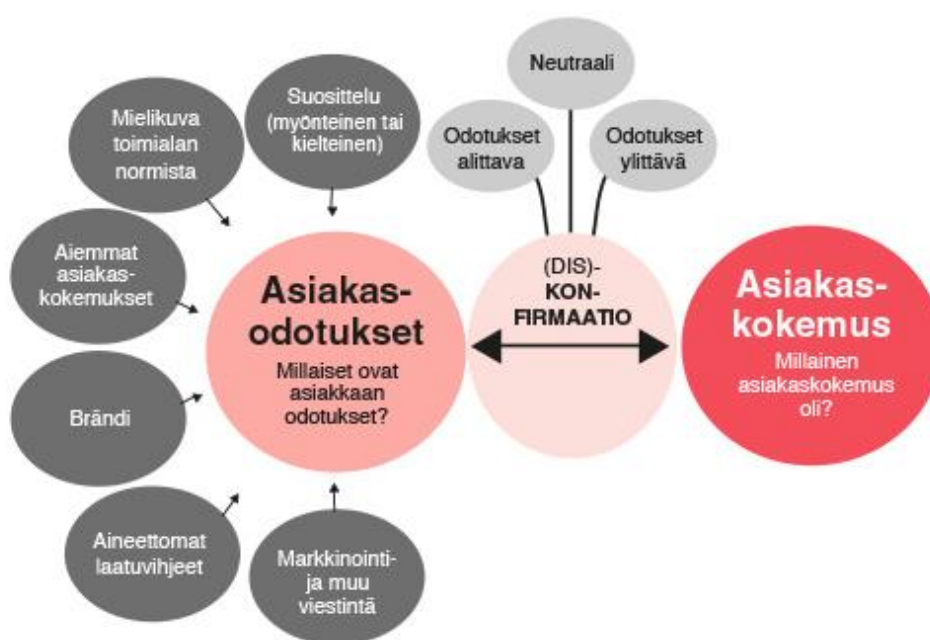 Suosittelu
(myönteinen tai
kielteinen)
Mielikuva
toimialan
normista
Aiemmat
asiakas-
kokemukset
Brändi
Aineettomat
laatuvihjeet
Markkinointi-
ja muu
viestintä
Asiakas-
odotukset
Millaiset ovat
asiakkaan
odotukset?
Neutraali
Odotukset
alittava
Odotukset
ylittävä
(DIS)-
KON-
FIRMAATIO
Asiakas-
kokemus
Millainen
asiakaskokemus
oli?